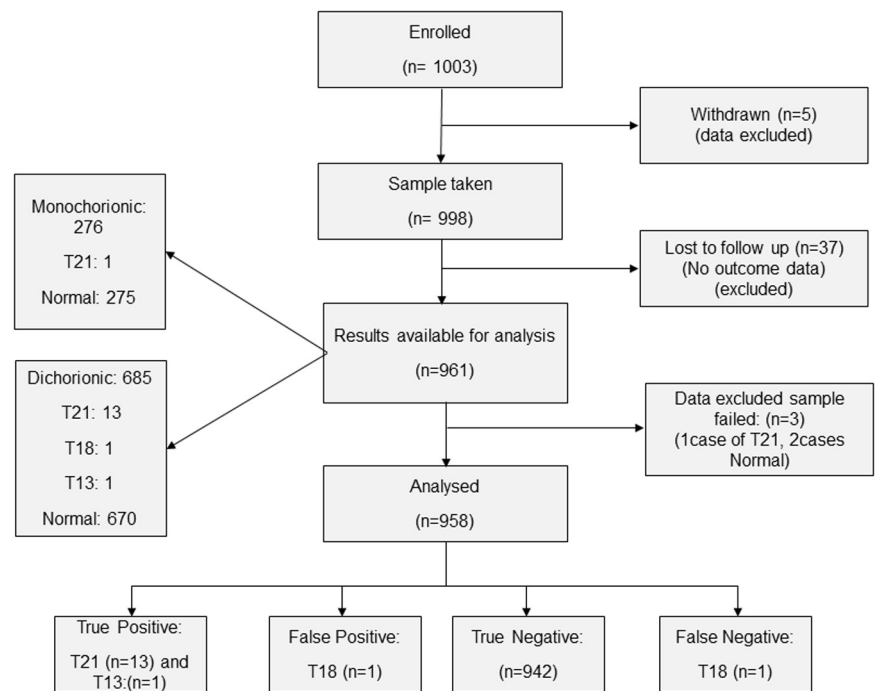 Enrolled
(n= 1003)
Withdrawn (n=5)
(data excluded)
Sample taken
(n= 998)
Monochorionic:
276
T21: 1
Normal: 275
Lost to follow up (n=37)
(No outcome data)
(excluded)
Results available for analysis
(n=961)
Dichorionic: 685
T21: 13
T18: 1
T13: 1
Normal: 670
Data excluded sample
failed: (n=3)
(1case of T21, 2cases
Normal)
Analysed
(n=958)
True Positive:
T21 (n=13) and
T13:(n=1)
False Positive:
T18 (n=1)
True Negative:
(n=942)
False Negative:
T18 (n=1)